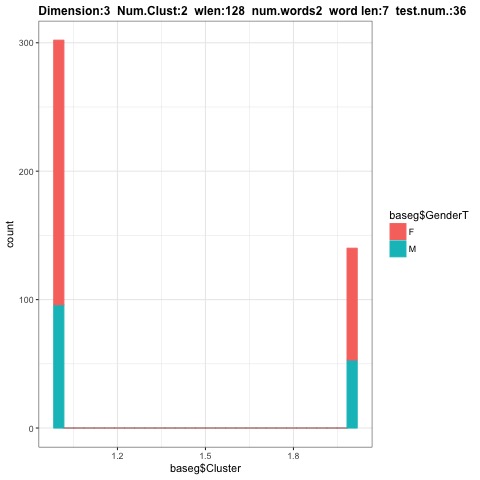 Dimension:3 Num.Clust:2 wlen:128 num.words2 word len:7 test.num.:36
300
200
100
0
count
1.2 1.5 1.8
baseg$Cluster
baseg$GenderT
F
M